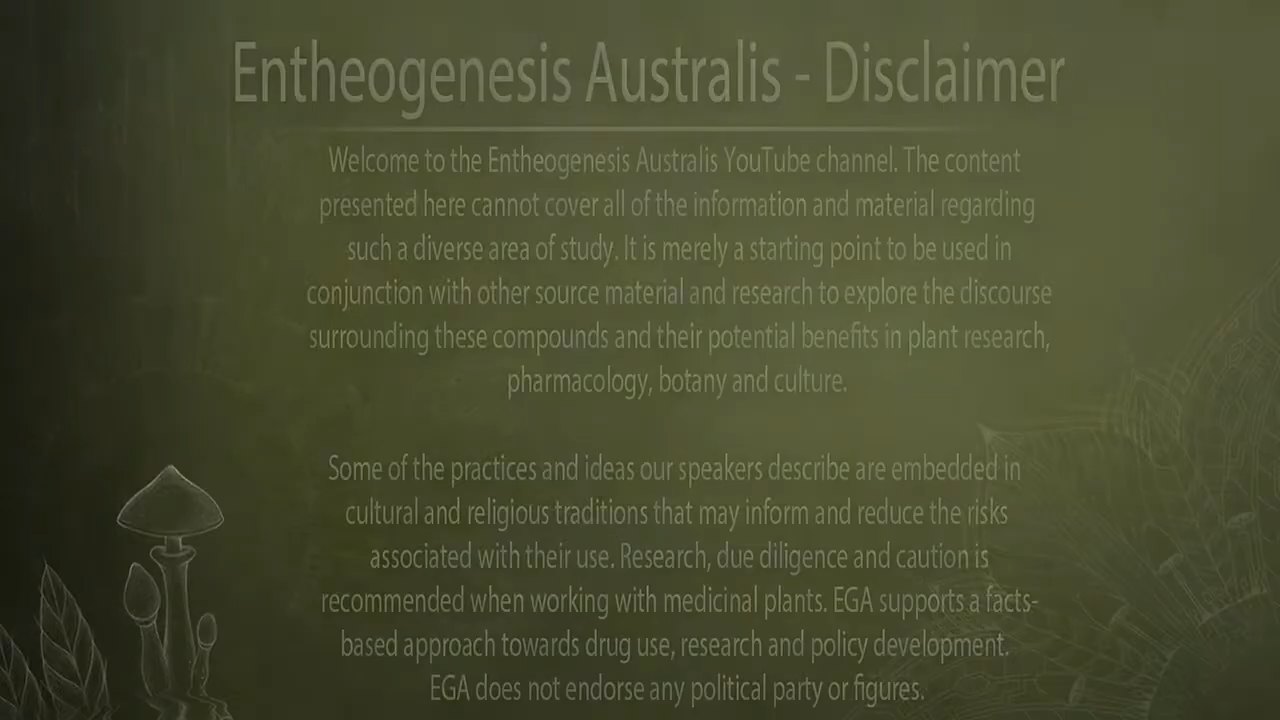 Entheogenesis Australis - Disclaimer
Welcome to the Entheogenesis Australis YouTube channel. The content
presented here cannot cover all of the information and material regarding
such a diverse area of study. It is merely a starting point to be used in
conjunction with other source material and research to explore the discourse
surrounding these compounds and their potential benefits in plant research,
pharmacology, botany and culture.
Some of the practices and ideas our speakers describe are embedded in
cultural and religious traditions that may inform and reduce the risks
associated with their use. Research, due diligence and caution is
recommended when working with medicinal plants. EGA supports a facts-
based approach towards drug use, research and policy development.
EGA does not endorse any political party or figures.